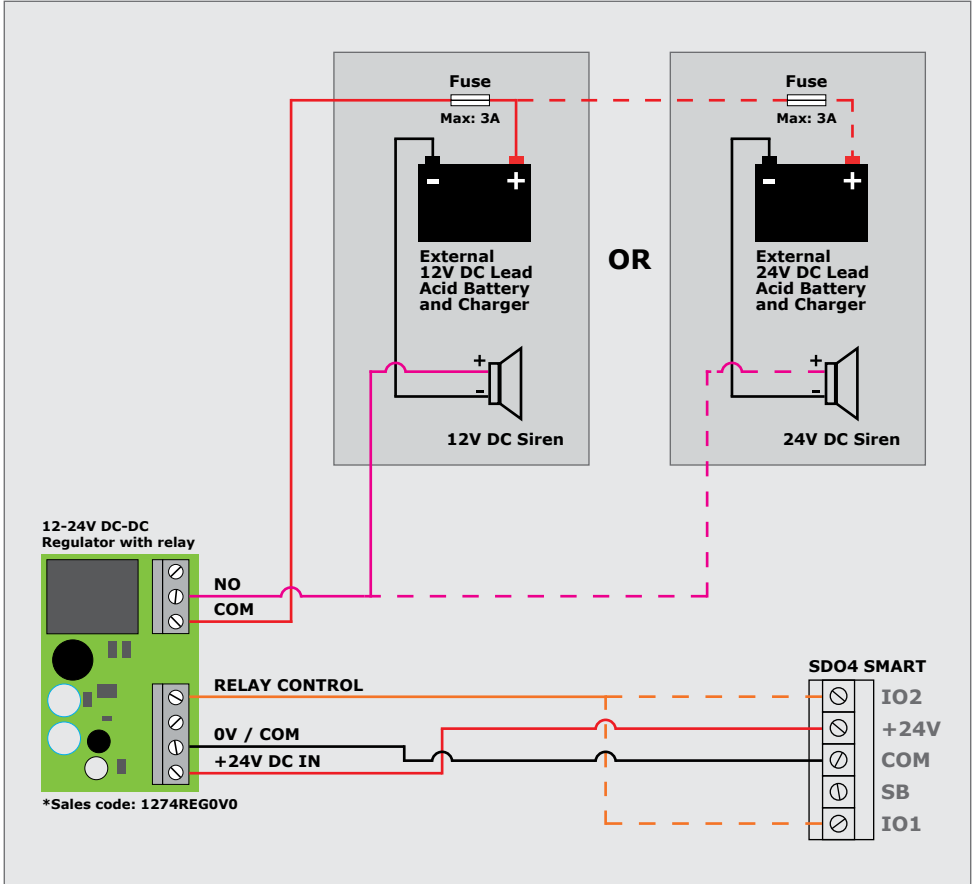 Fuse
Max: 3A
- +
External
12V DC Lead
Acid Battery
and Charger
+
-
12V DC Siren
OR
Fuse
Max: 3A
- +
External
24V DC Lead
Acid Battery
and Charger
+
-
24V DC Siren
12-24V DC-DC
Regulator with relay
NO
COM
RELAY CONTROL
0V / COM
+24V DC IN
*Sales code: 1274REG0V0
SDO4 SMART
IO2
+24V
COM
SB
IO1